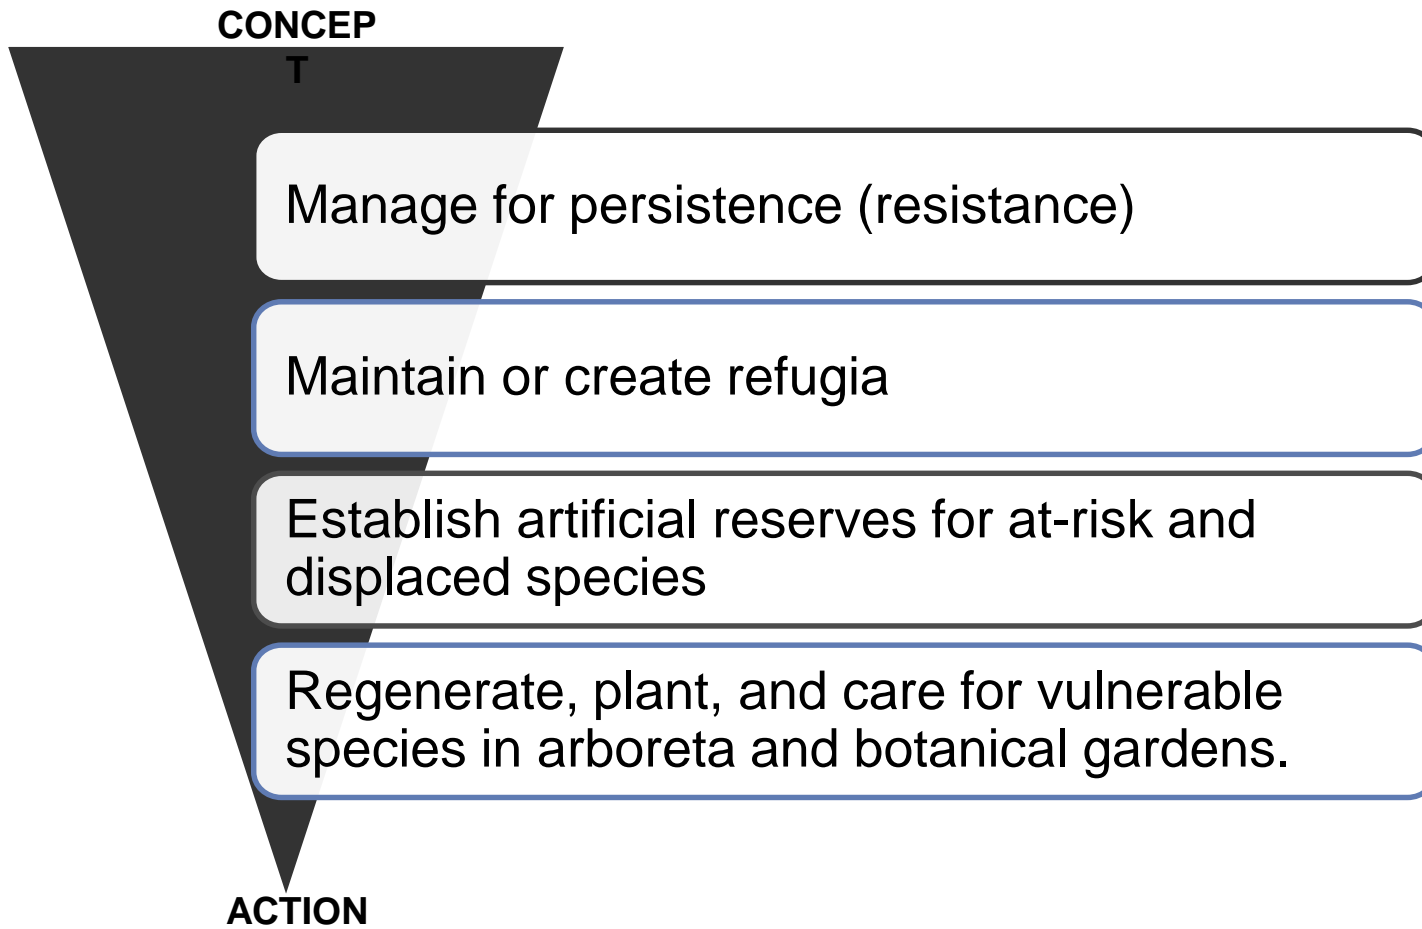 CONCEP
T
Manage for persistence (resistance)
Maintain or create refugia
Establish artificial reserves for at-risk and
displaced species
Regenerate, plant, and care for vulnerable
species in arboreta and botanical gardens.
ACTION